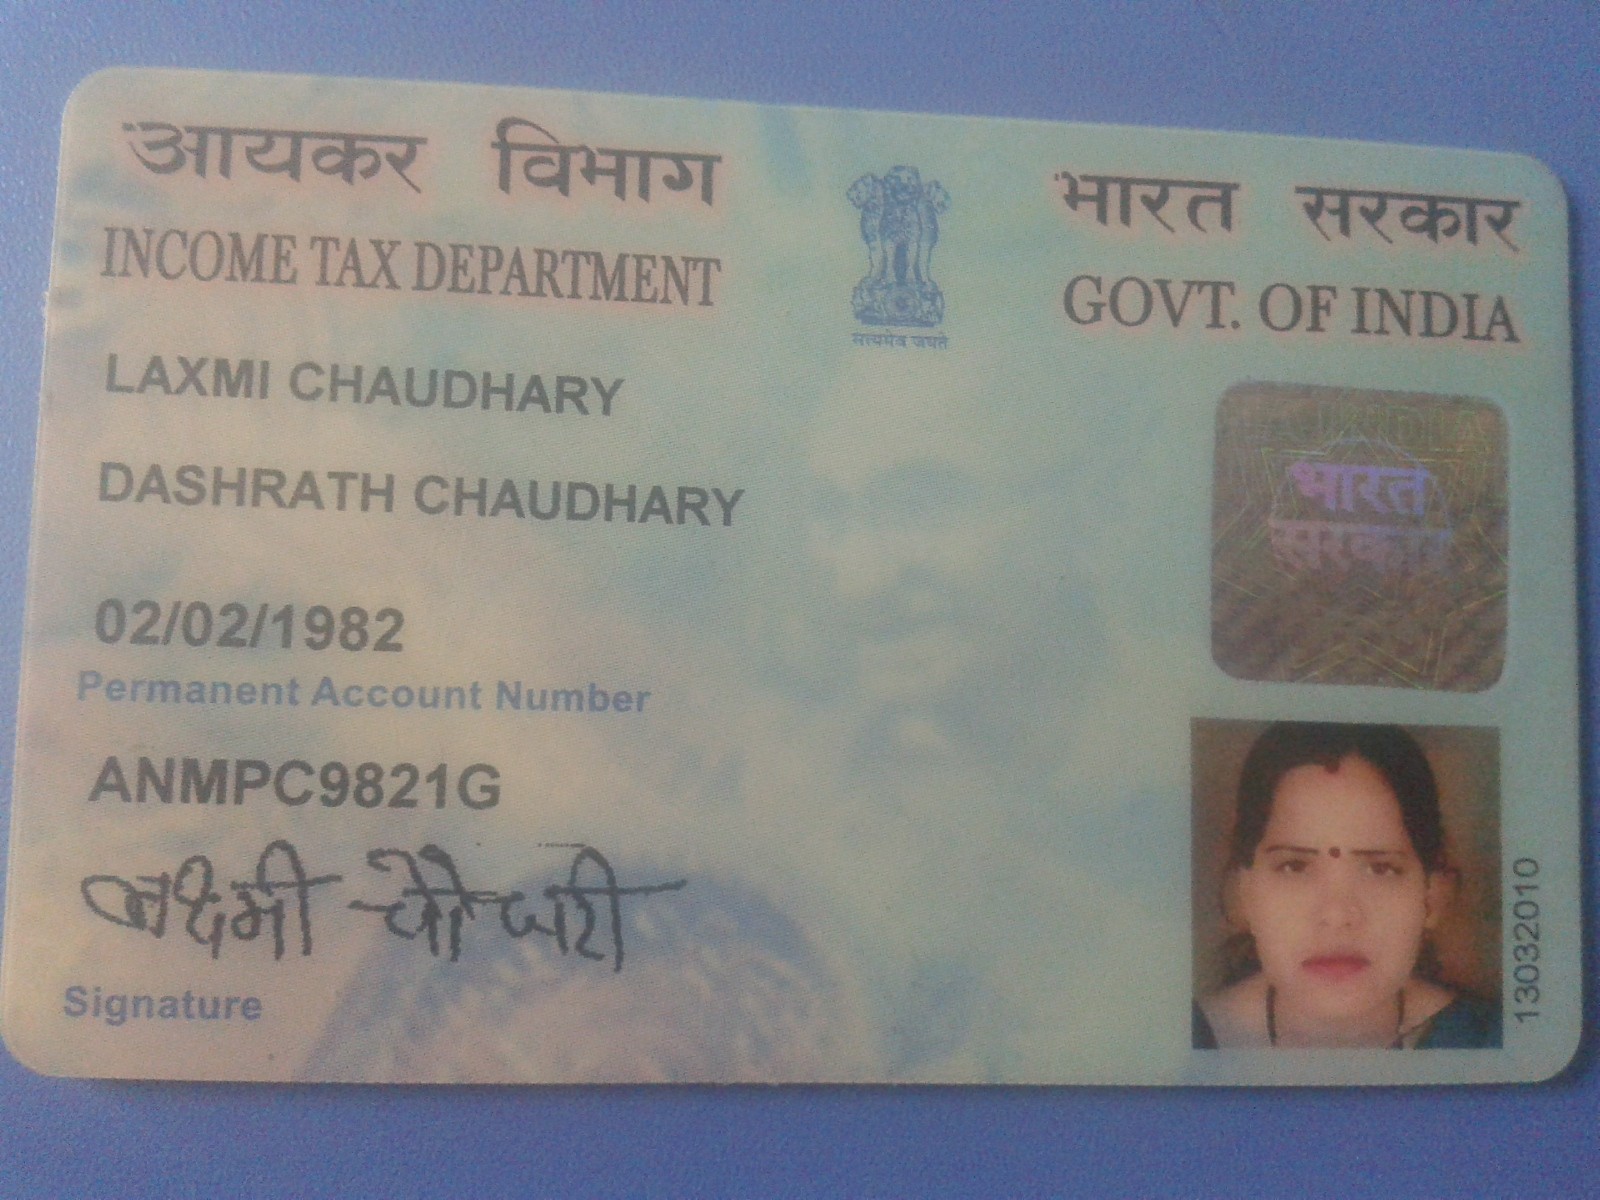 आयकर विभाग
INCOME TAX DEPARTMENT
भारत सरकार
GOVT. OF INDIA
सत्यमेव जयते
LAXMI CHAUDHARY
DASHRATH CHAUDHARY
02/02/1982
Permanent Account Number
ANMPC9821G
लक्ष्मी चौधरी
Signature
भारत
सरकार
13032010